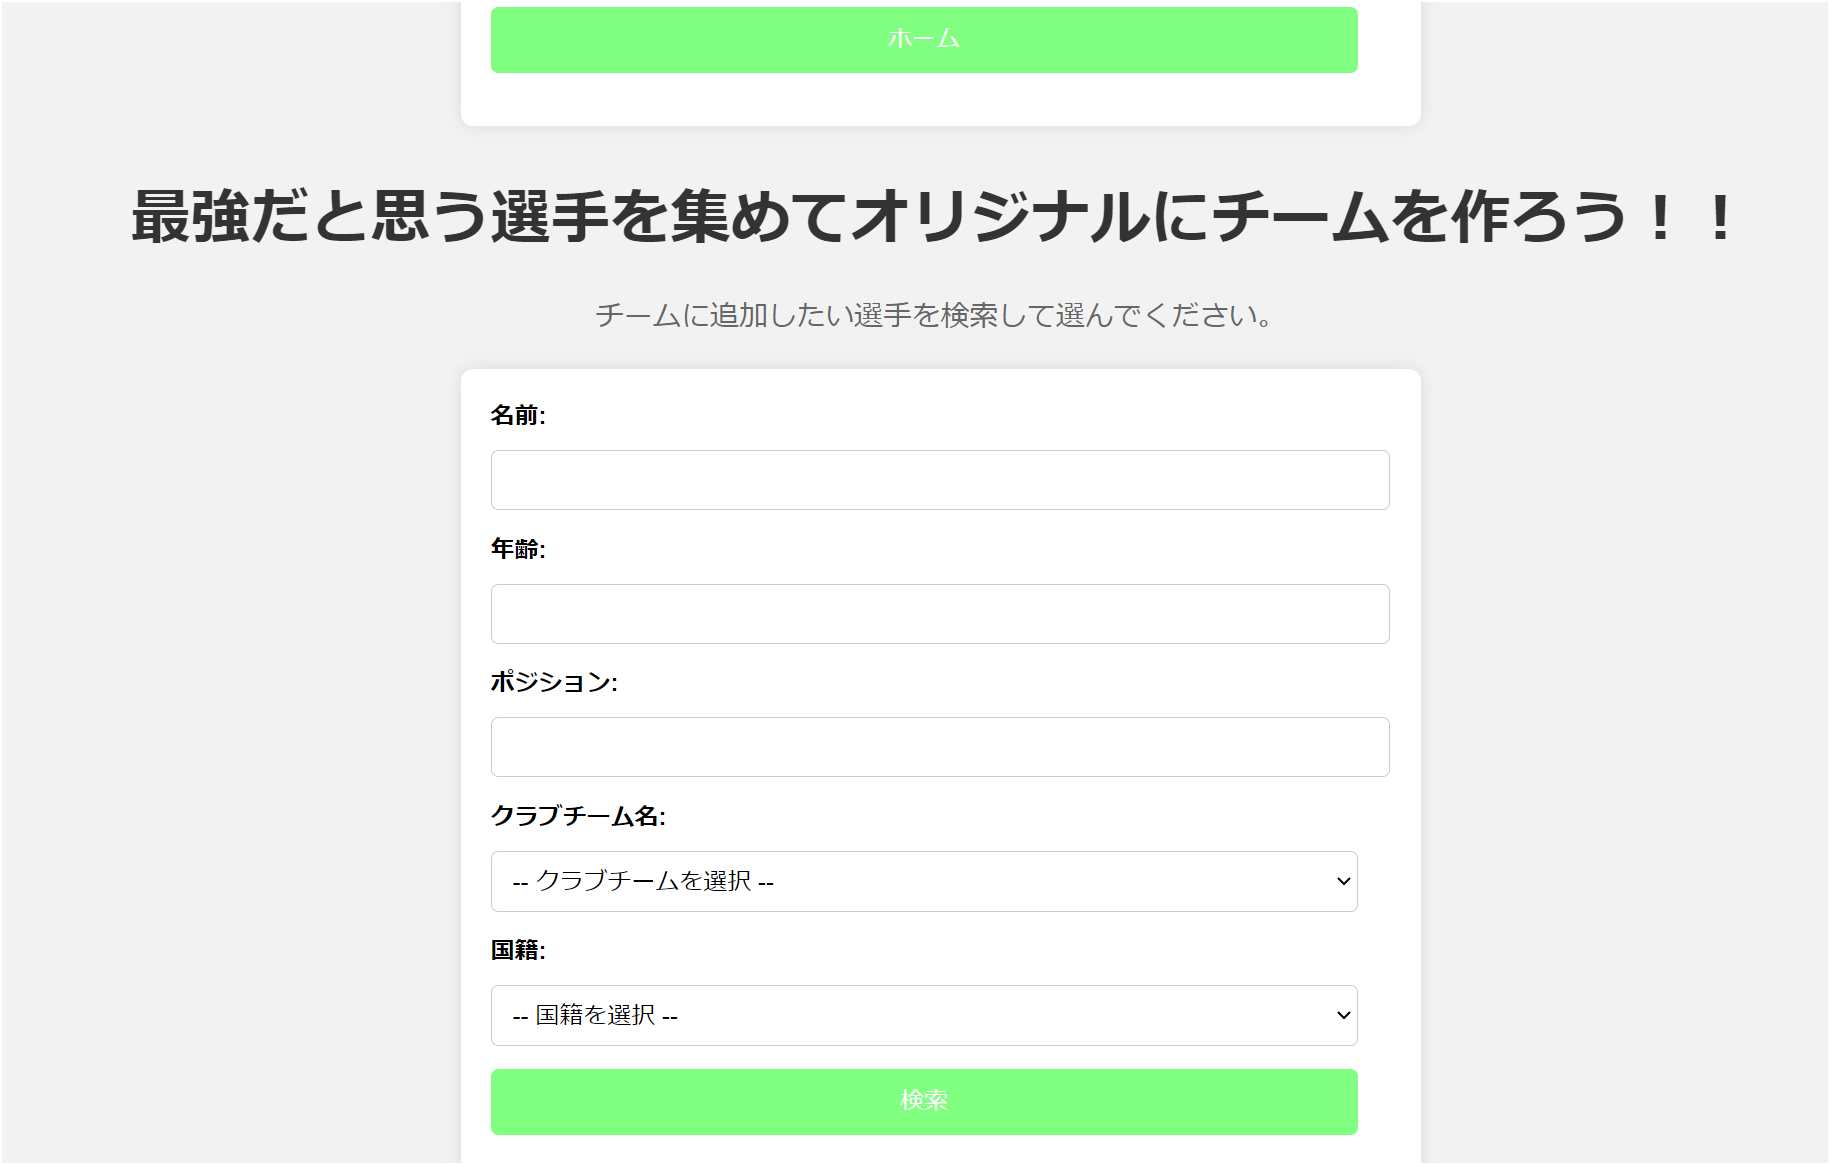 ホーム
最強だと思う選手を集めてオリジナルにチームを作ろう！！
チームに追加したい選手を検索して選んでください。
名前:
年齢:
ポジション:
クラブチーム名:
-- クラブチームを選択 --
国籍:
-- 国籍を選択 --
検索